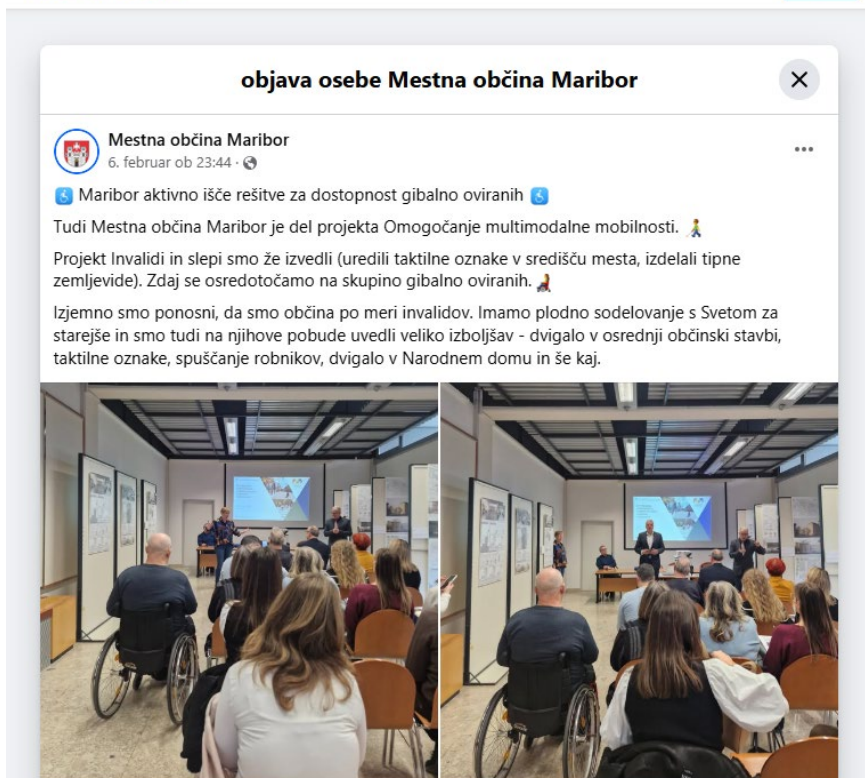 objava osebe Mestna občina Maribor
Mestna občina Maribor
6. februar ob 23:44 ·
Maribor aktivno išče rešitve za dostopnost gibalno oviranih
Tudi Mestna občina Maribor je del projekta Omogočanje multimodalne mobilnosti.
Projekt Invalidi in slepi smo že izvedli (uredili taktilne oznake v središču mesta, izdelali tipne
zemljevide). Zdaj se osredotočamo na skupino gibalno oviranih.
Izjemno smo ponosni, da smo občina po meri invalidov. Imamo plodno sodelovanje s Svetom za
starejše in smo tudi na njihove pobude uvedli veliko izboljšav - dvigalo v osrednji občinski stavbi,
taktilne oznake, spuščanje robnikov, dvigalo v Narodnem domu in še kaj.